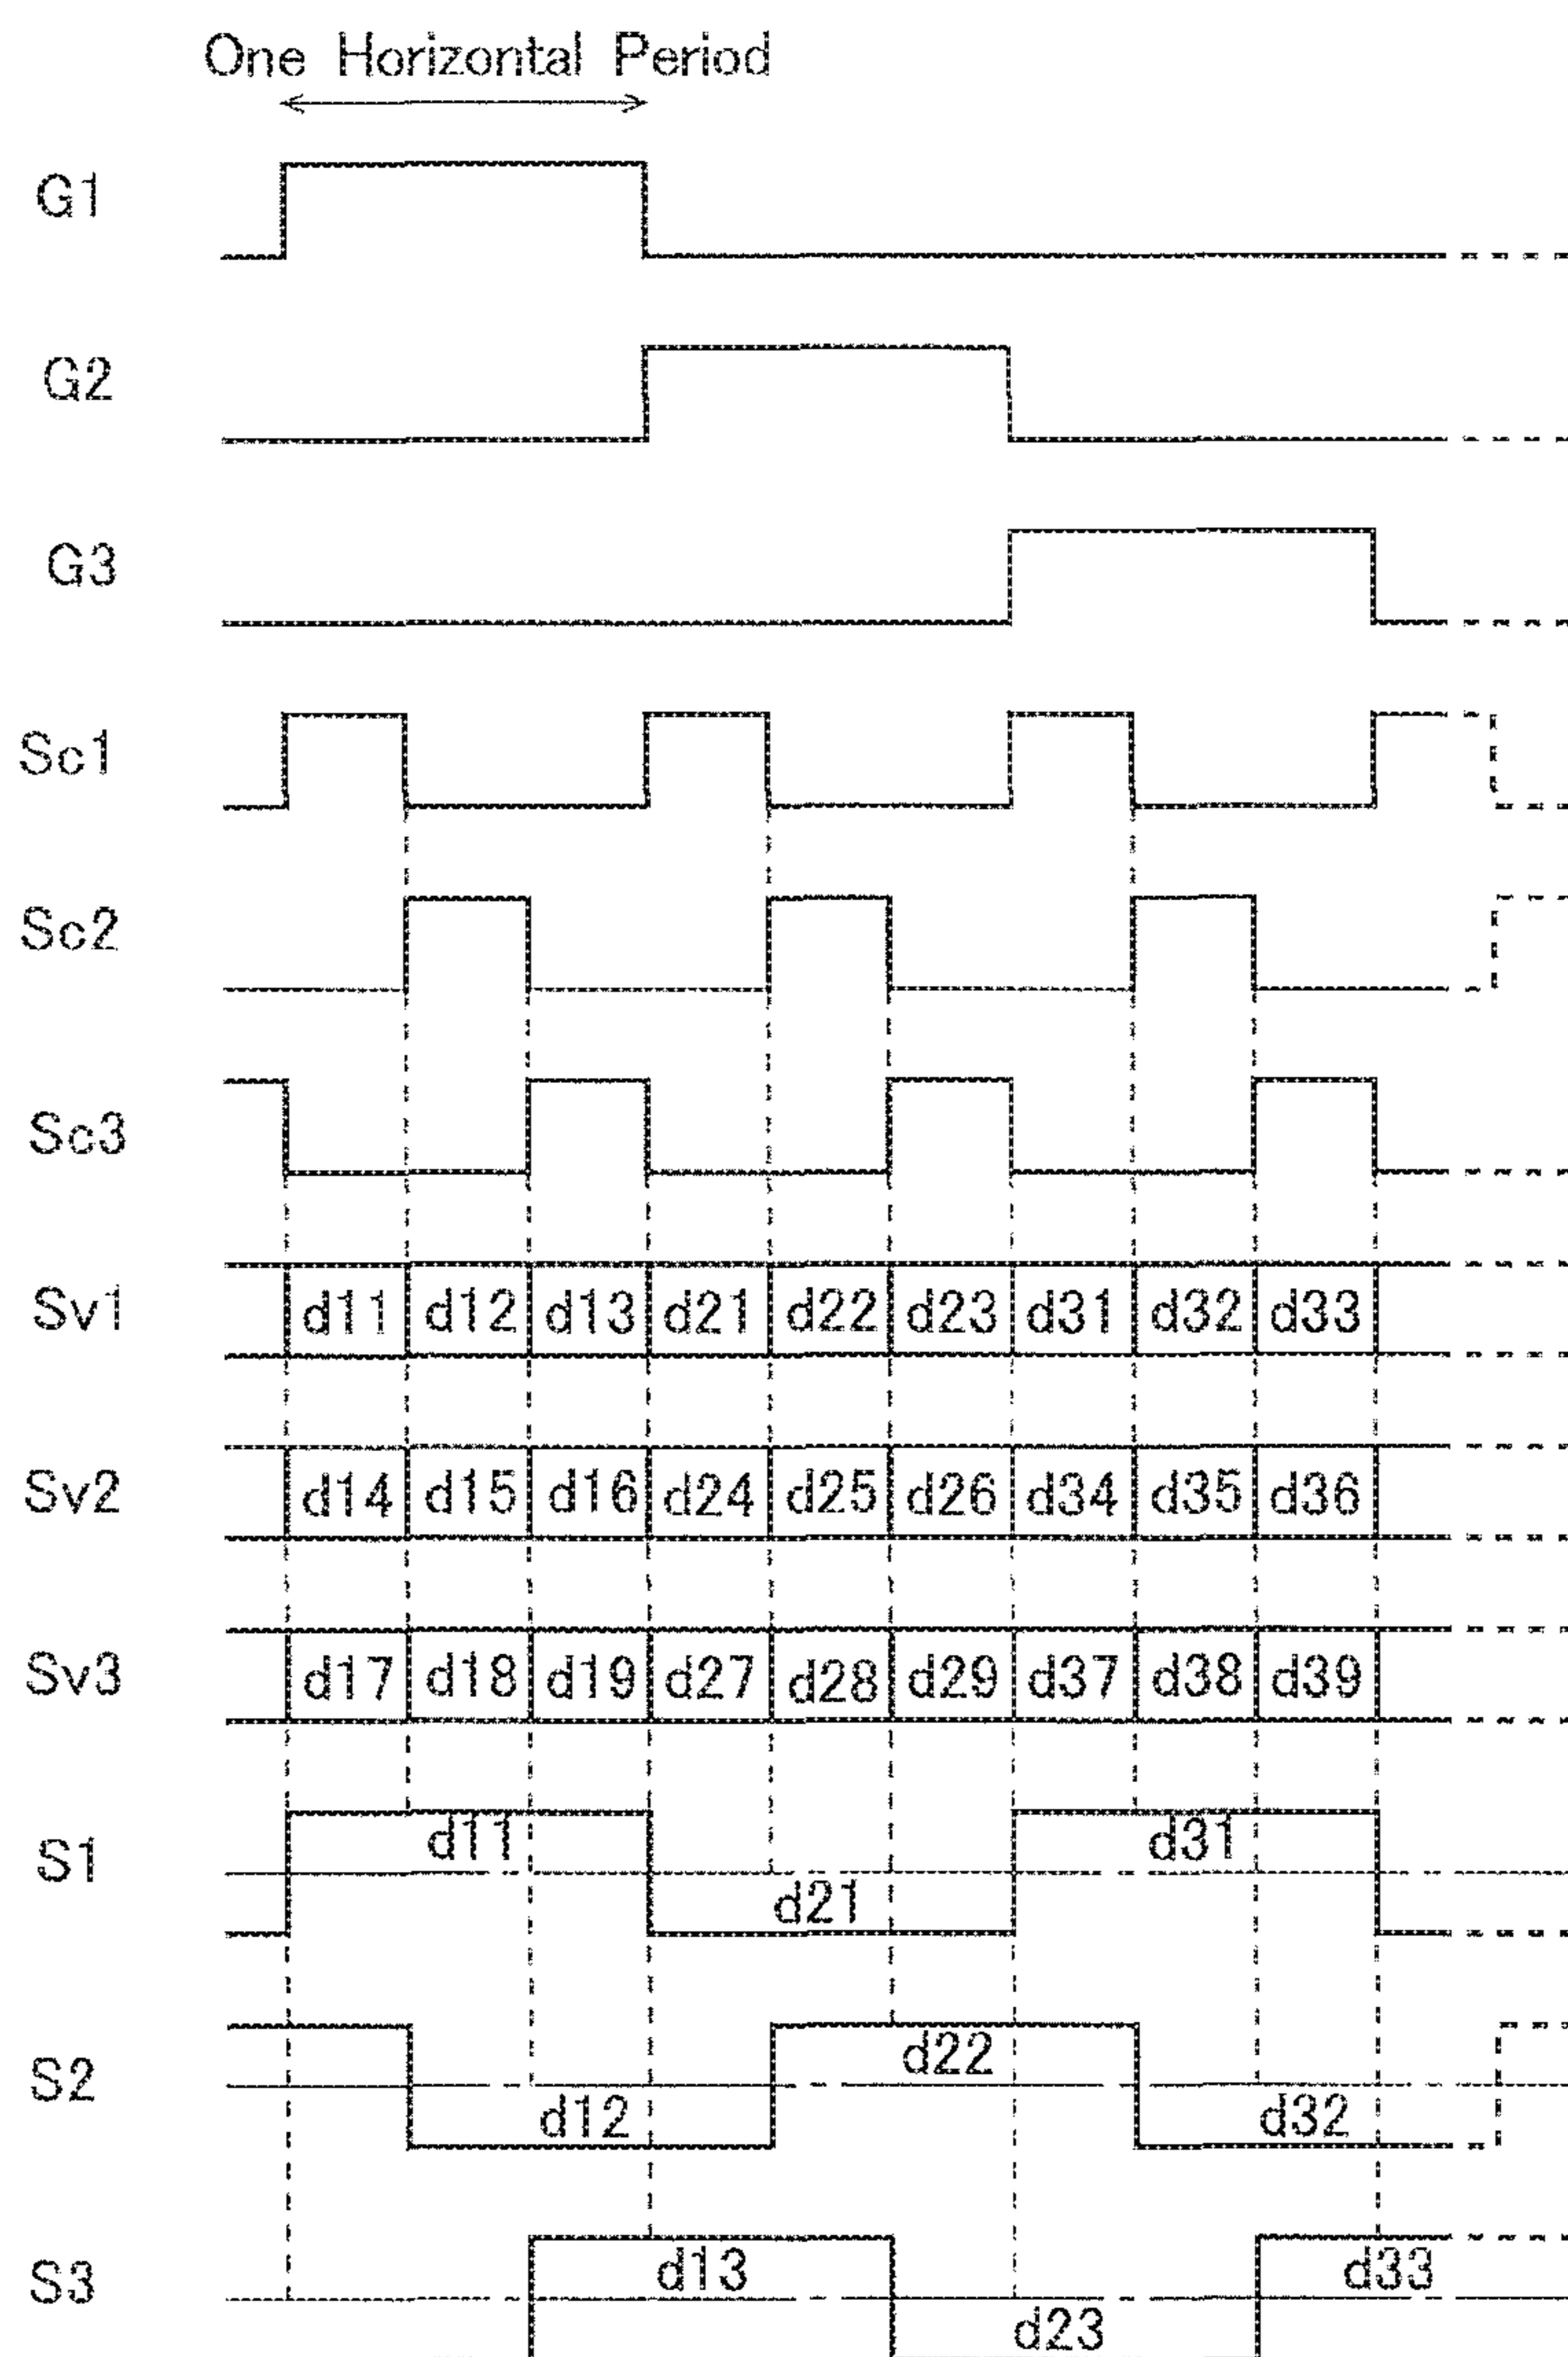 One Horizontal Period
G1
G2
G3
Sc1
Sc2
Sc3
Sv1 d11 d12 d13 d21 d22 d23 d31 d32 d33
Sv2 d14 d15 d16 d24 d25 d26 d34 d35 d36
Sv3 d17 d18 d19 d27 d28 d29 d37 d38 d39
S1 d11 d21 d31
S2 d12 d22 d32
S3 d13 d23 d33